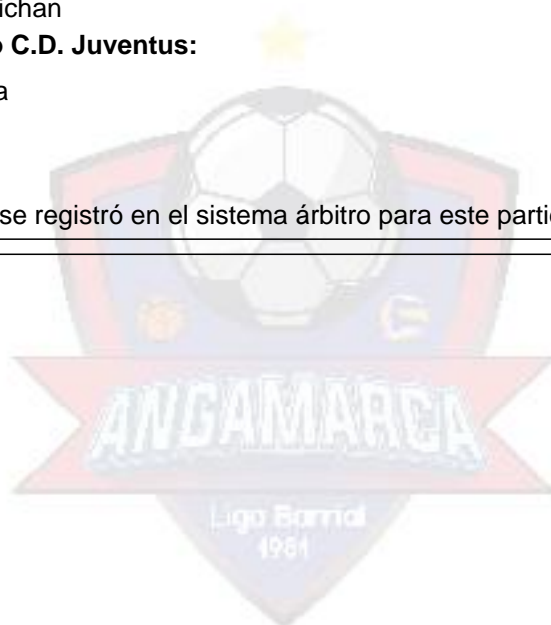 ichan
o C.D. Juventus:
a
se registró en el sistema árbitro para este parti
ANGAMARCA
Liga Barrial
1981